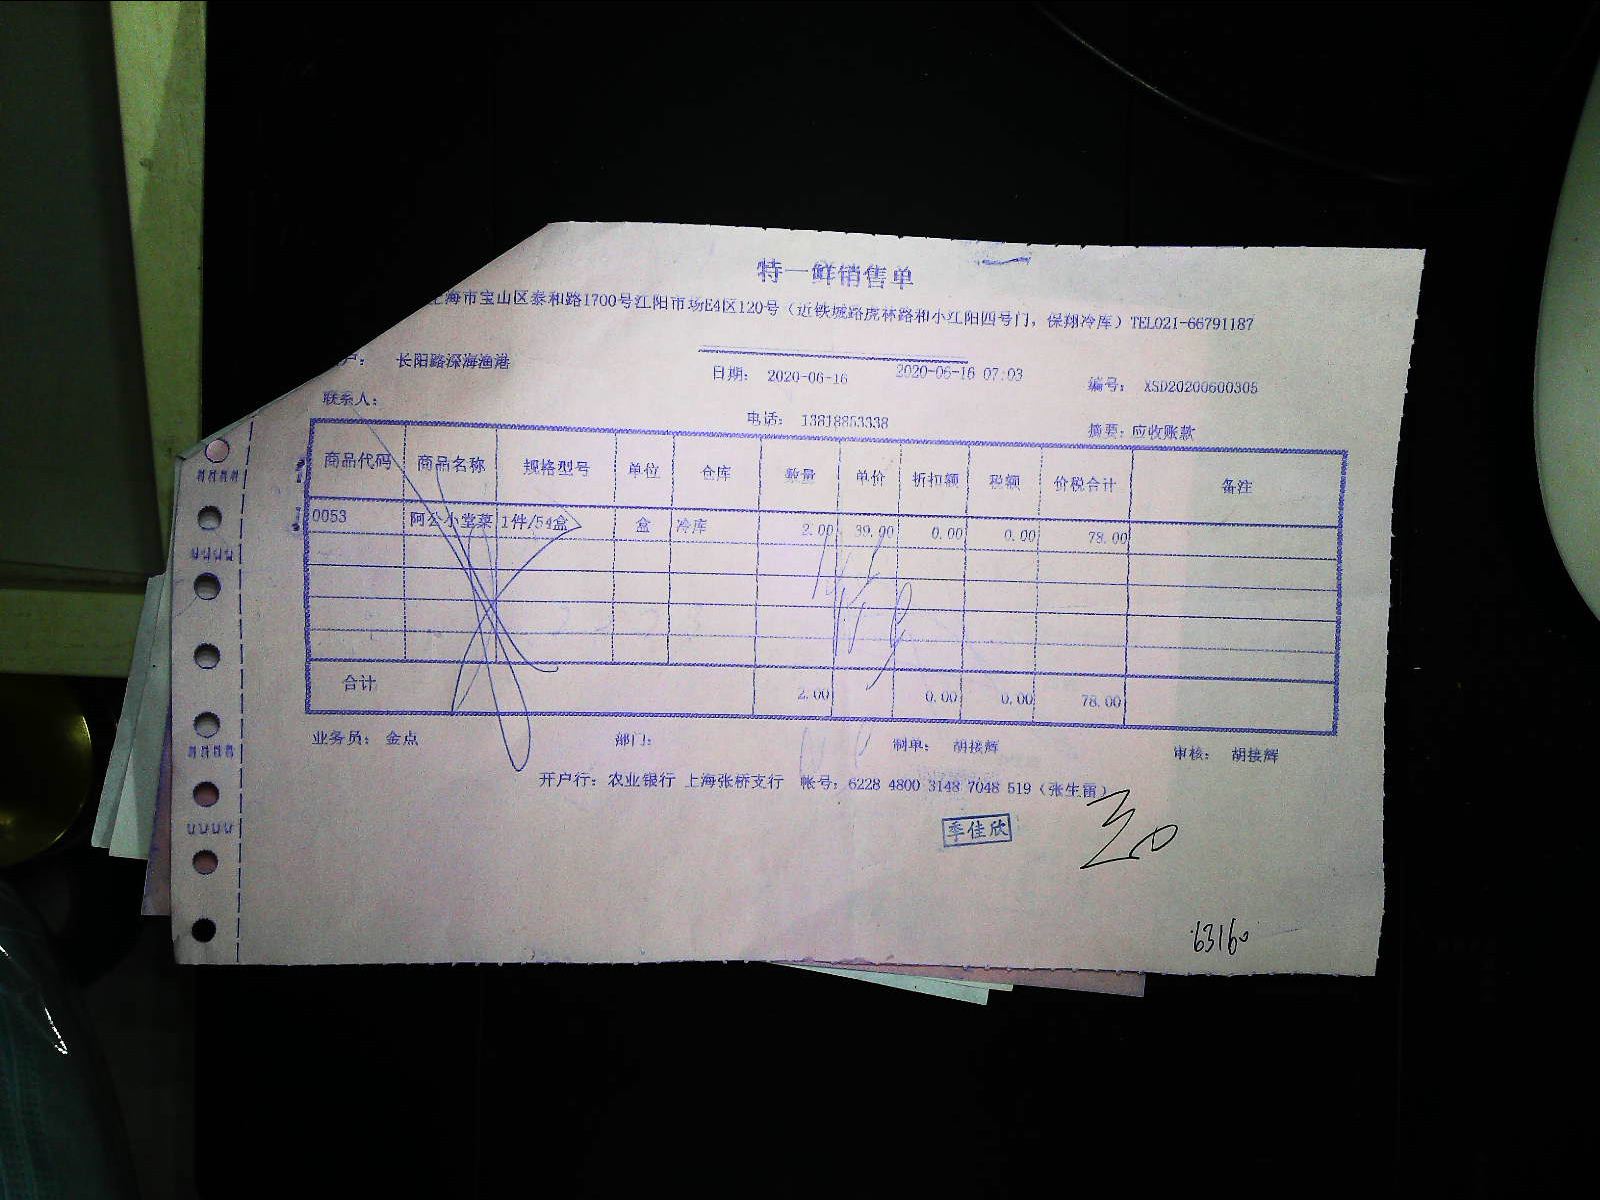 特一鲜销售单
上海市宝山区泰和路1700号江阳市场E4区120号（近铁城路虎林路和小江阳四号门，保翔冷库）TEL021-66791187
户： 长阳路深海渔港
日期： 2020-06-16 2020-06-16 07:03 编号： XSD20200600305
联系人： 电话： 13818853338 摘要：应收账款
商品代码 商品名称 规格型号 单位 仓库 数量 单价 折扣额 税额 价税合计 备注
0053 阿公小堂菜 1件/54盒 盒 冷库 2.00 39.00 0.00 0.00 78.00
合计 2.00 0.00 0.00 78.00
业务员： 金点 部门： 制单： 胡接辉 审核： 胡接辉
开户行：农业银行 上海张桥支行 帐号：6228 4800 3148 7048 519（张生雷）
季佳欣
63160